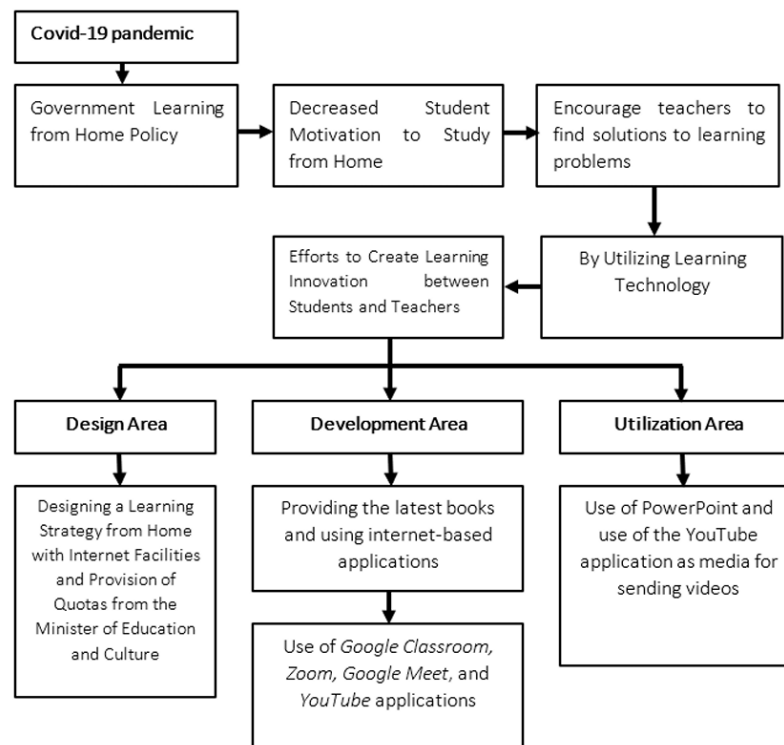 Covid-19 pandemic
Government Learning
from Home Policy
Decreased Student
Motivation to Study
from Home
Encourage teachers to
find solutions to learning
problems
By Utilizing Learning
Technology
Efforts to Create Learning
Innovation between
Students and Teachers
Design Area
Development Area
Utilization Area
Designing a Learning
Strategy from Home
with Internet Facilities
and Provision of
Quotas from the
Minister of Education
and Culture
Providing the latest books
and using internet-based
applications
Use of PowerPoint and
use of the YouTube
application as media for
sending videos
Use of Google Classroom,
Zoom, Google Meet, and
YouTube applications